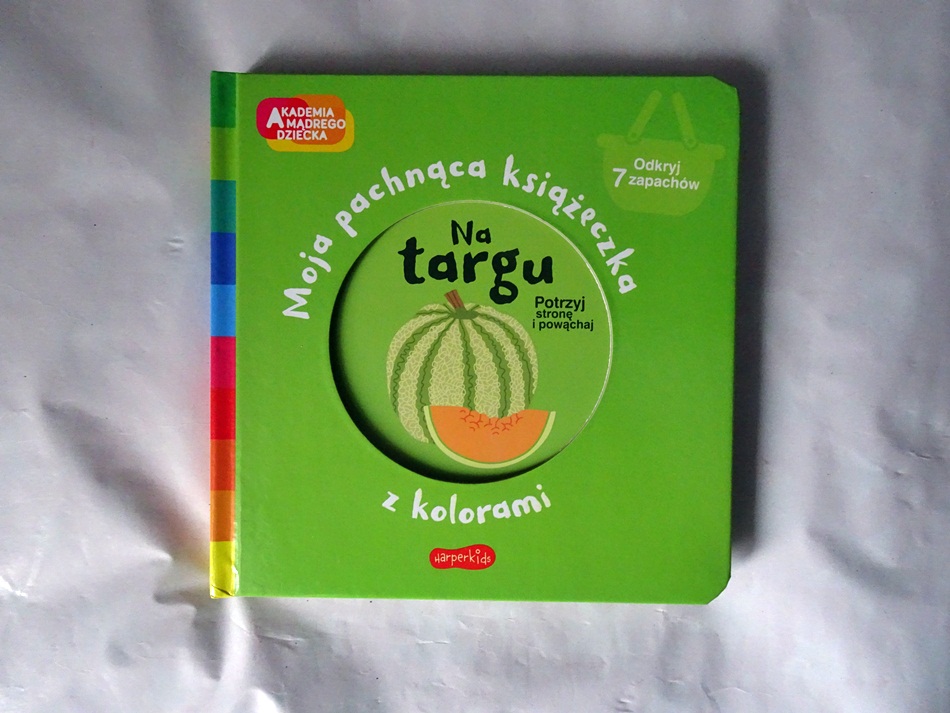 AKADEMIA
MĄDREGO
DZIECKA
Odkryj
7 zapachów
Moja pachnąca książeczka
Na
targu
Potrzyj
stronę
i powąchaj
z kolorami
Harperkids